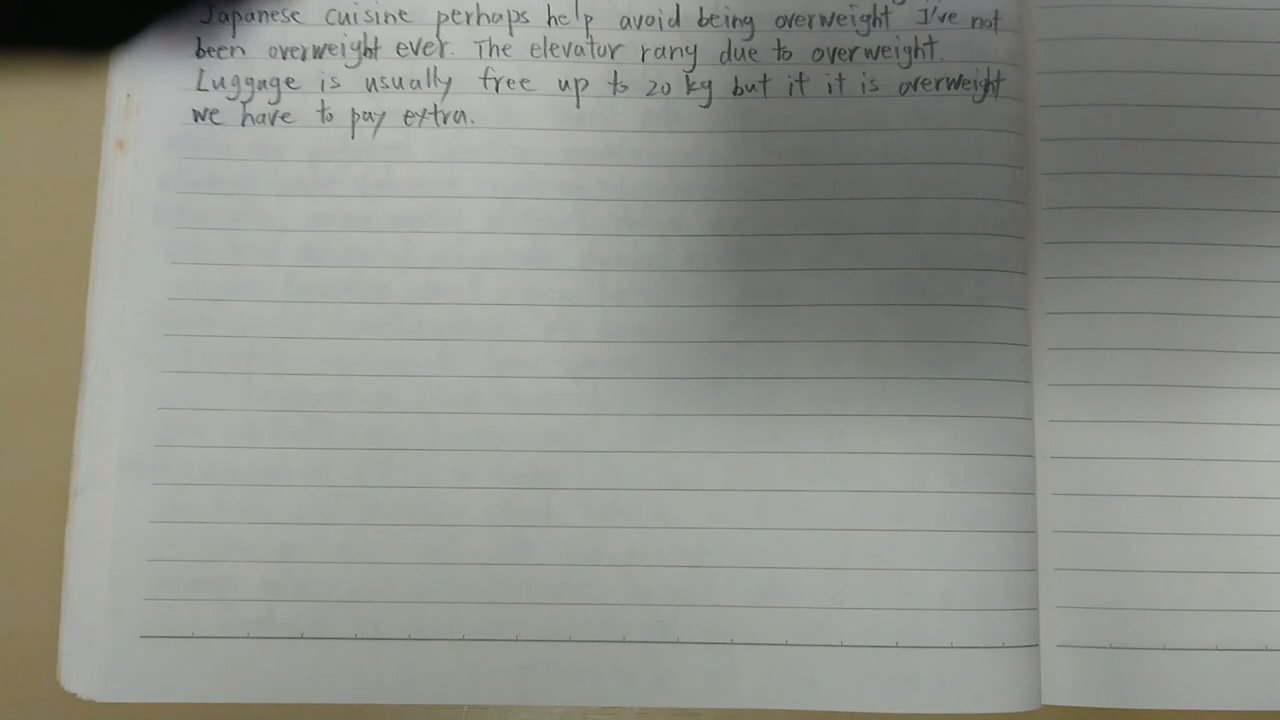 Japanese cuisine perhaps help avoid being overweight I've not
been overweight ever. The elevator rang due to overweight.
Luggage is usually free up to 20 kg but it it is overweight
we have to pay extra.